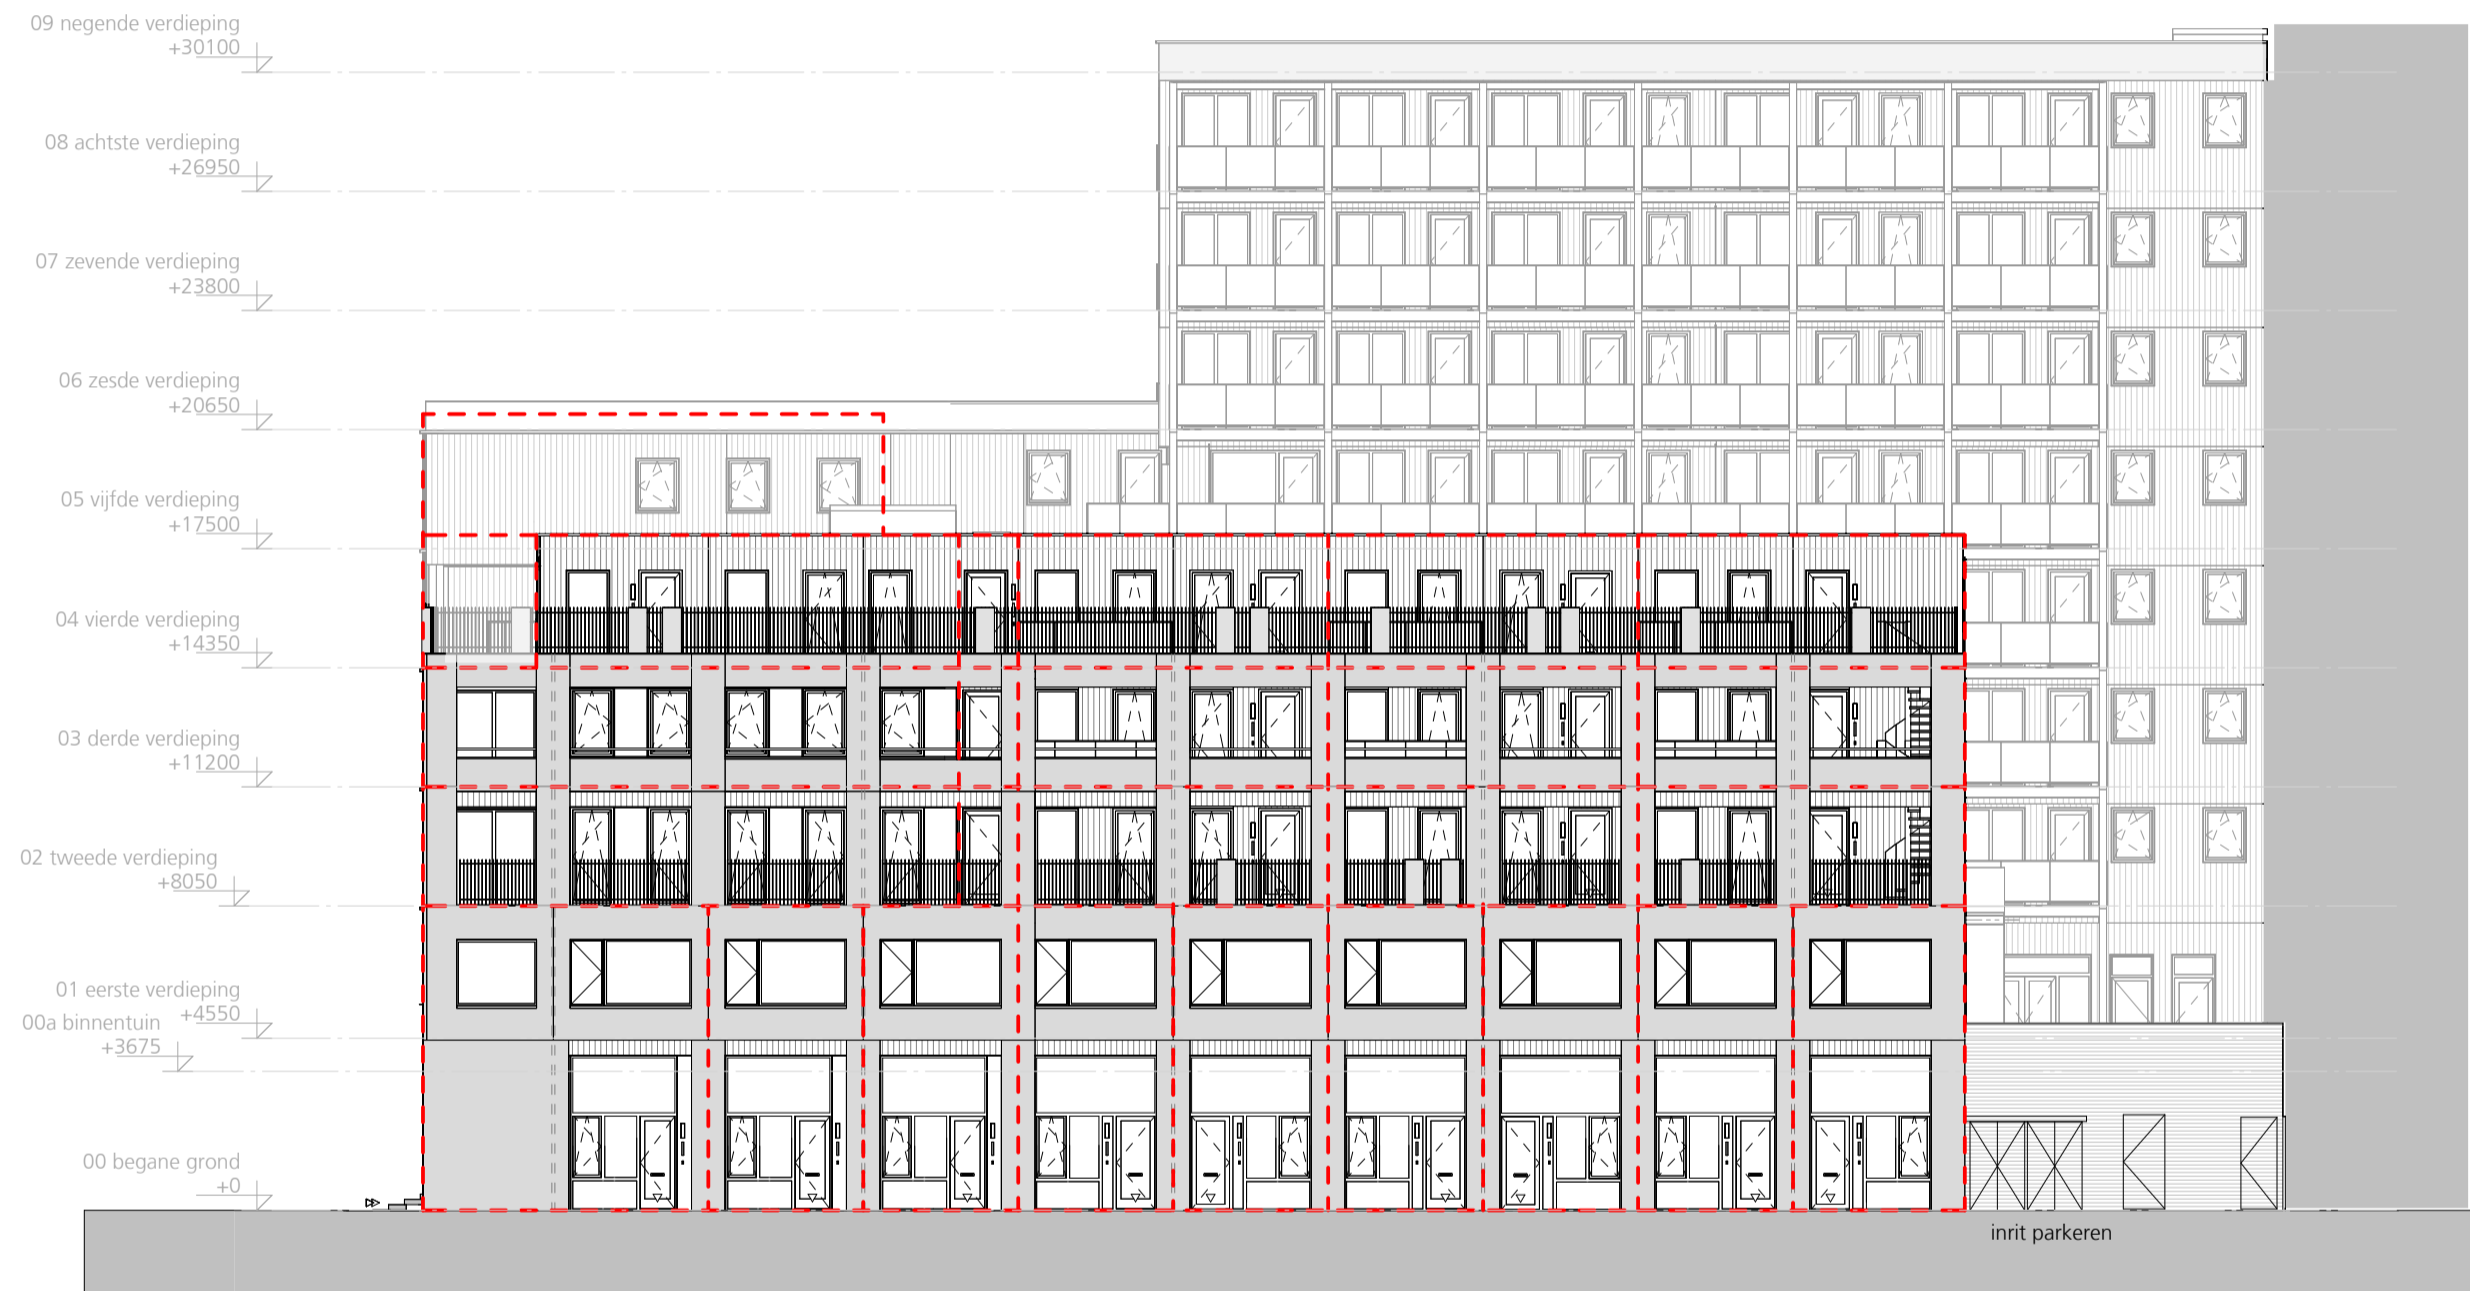 09 negende verdieping
+30100
08 achtste verdieping
+26950
07 zevende verdieping
+23800
06 zesde verdieping
+20650
05 vijfde verdieping
+17500
04 vierde verdieping
+14350
03 derde verdieping
+11200
02 tweede verdieping
+8050
01 eerste verdieping
+4550
00a binnentuin
+3675
00 begane grond
+0
inrit parkeren